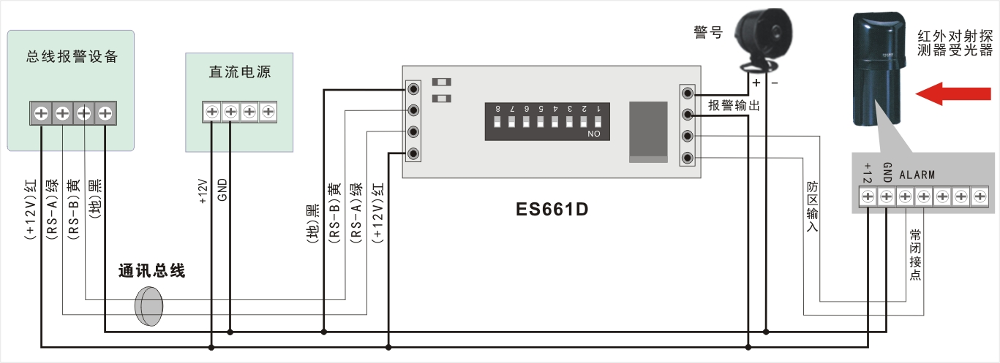 总线报警设备
直流电源
警号
+ −
报警输出
红外对射探
测器受光器
8 7 6 5 4 3 2 1
NO
ES661D
+12
GND
ALARM
(+12V)红
(RS-A)绿
(RS-B)黄
(地)黑
+12V
GND
(地)黑
(RS-B)黄
(RS-A)绿
(+12V)红
防区输入
常闭接点
通讯总线